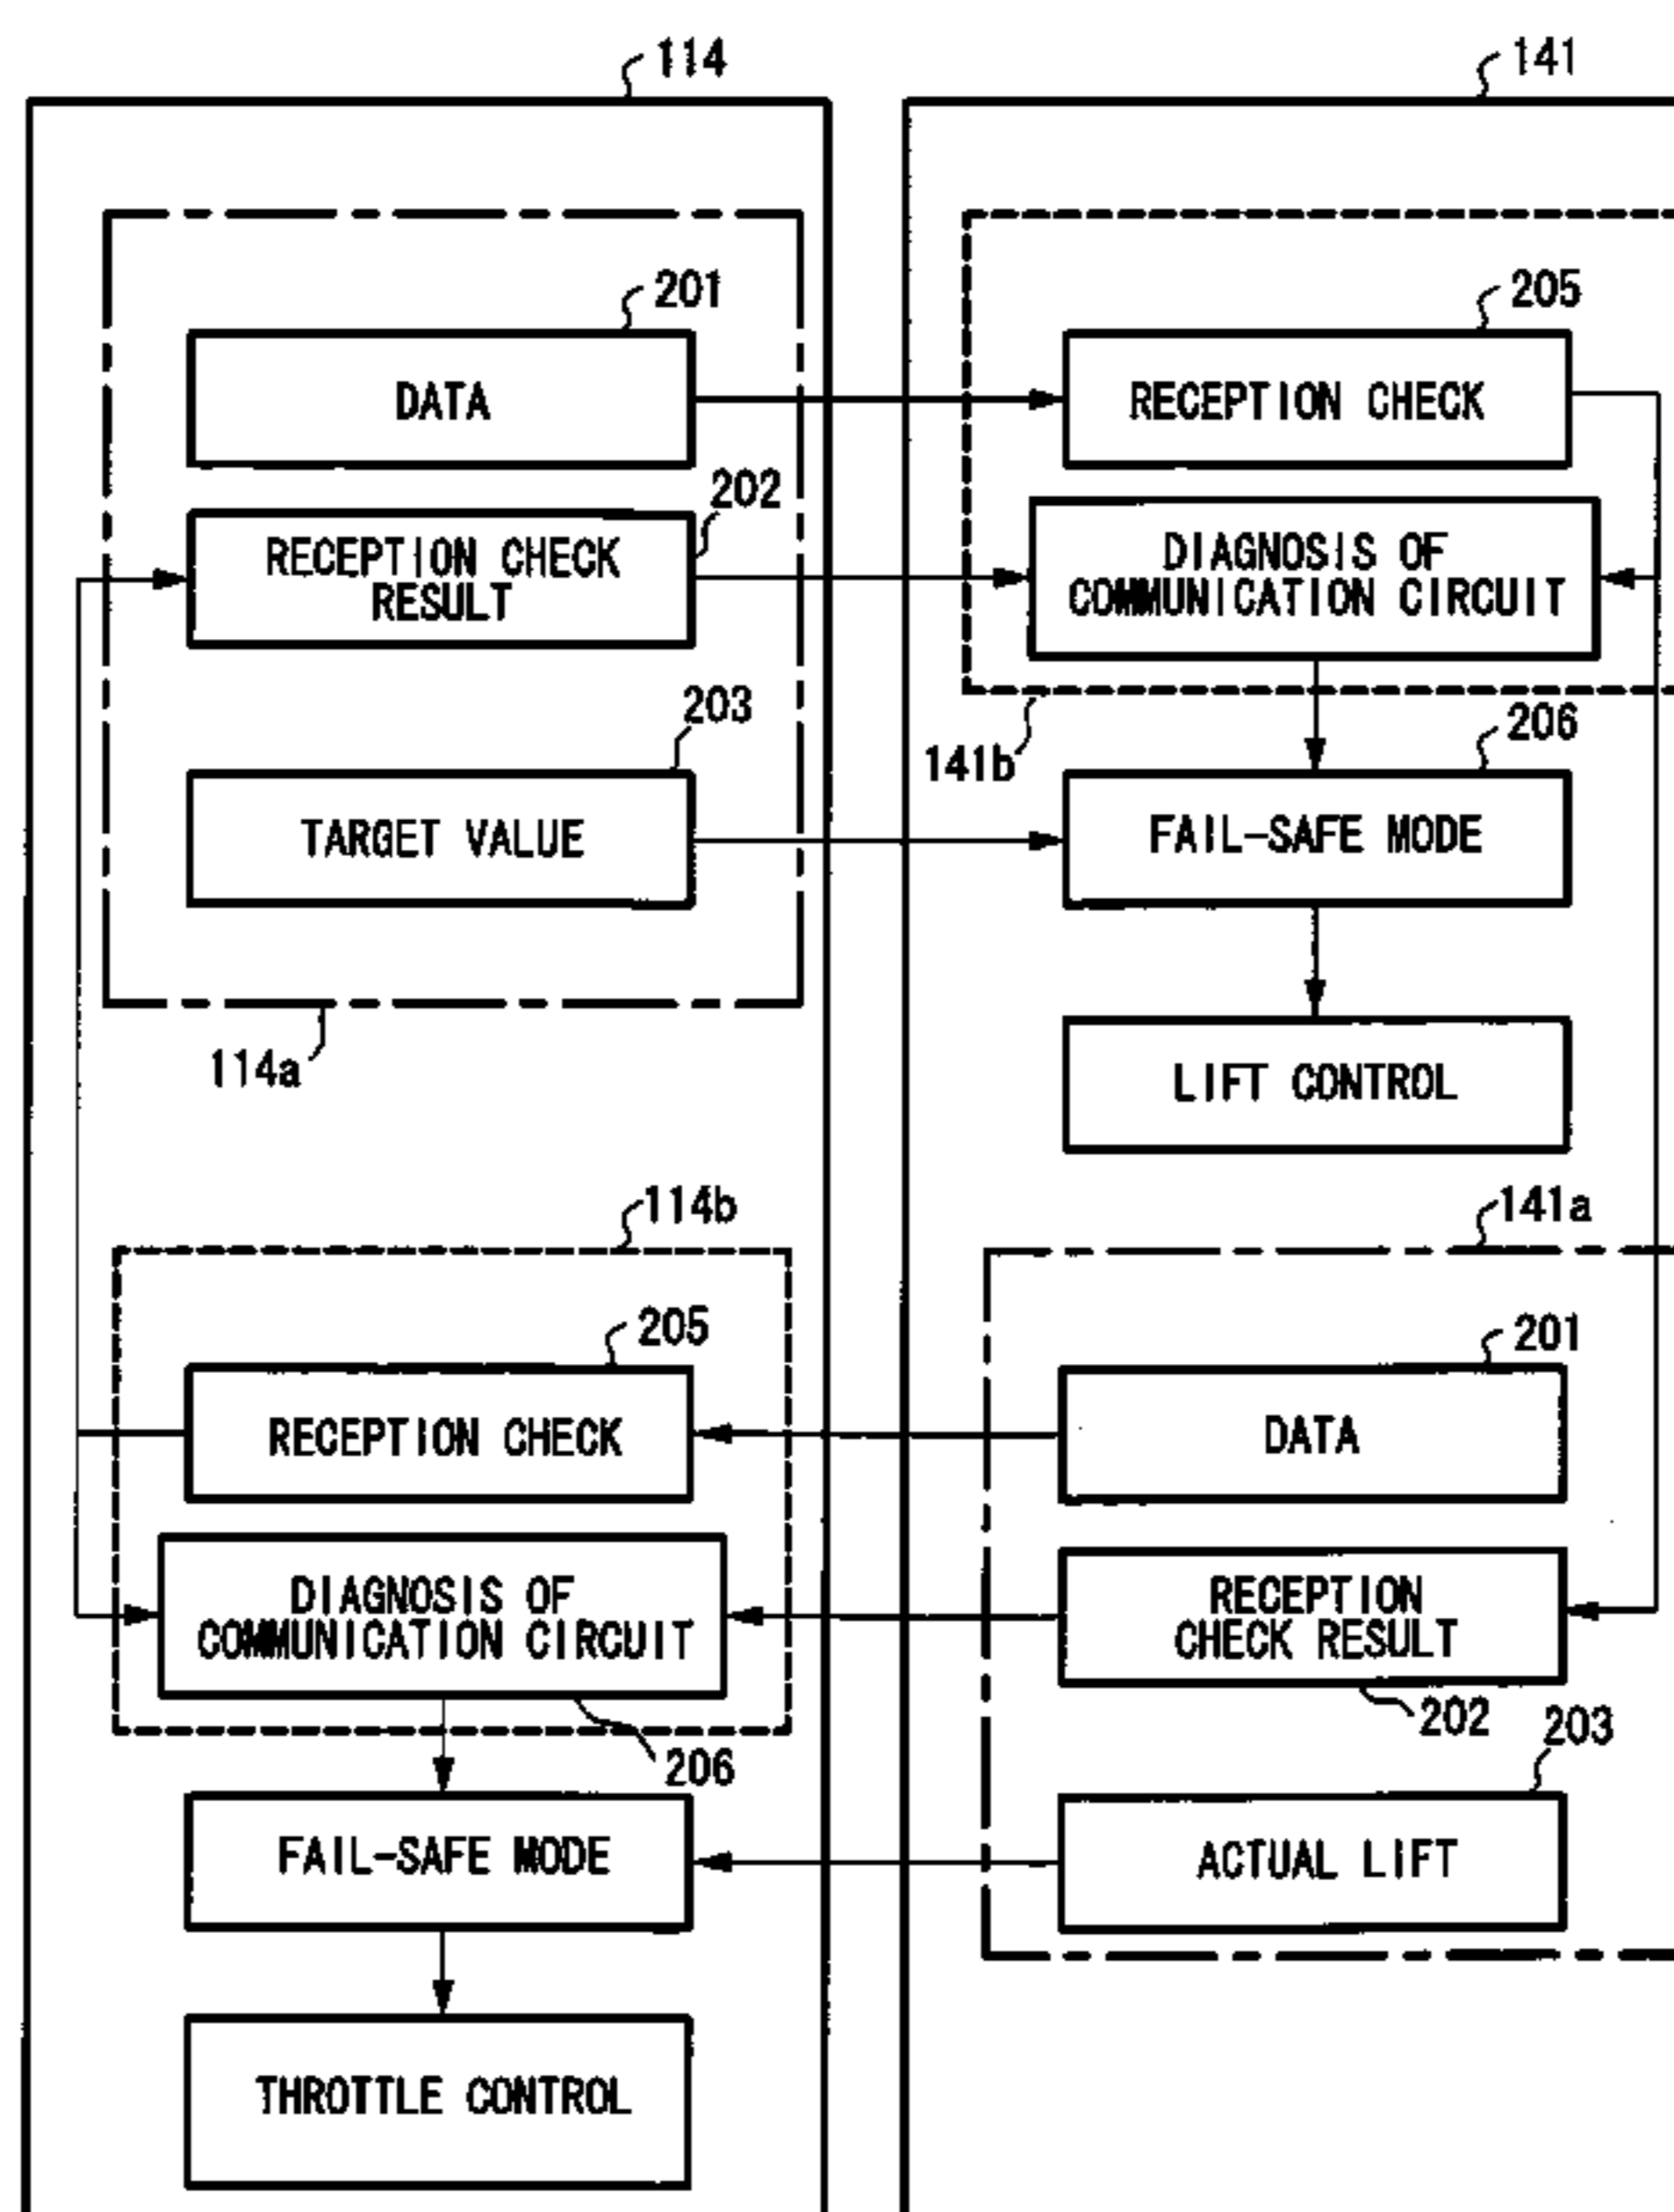 114
141
201
DATA
205
RECEPTION CHECK
202
RECEPTION CHECK
RESULT
DIAGNOSIS OF
COMMUNICATION CIRCUIT
203
TARGET VALUE
141b
206
FAIL-SAFE MODE
114a
LIFT CONTROL
114b
141a
205
RECEPTION CHECK
201
DATA
DIAGNOSIS OF
COMMUNICATION CIRCUIT
RECEPTION
CHECK RESULT
202
206
203
FAIL-SAFE MODE
ACTUAL LIFT
THROTTLE CONTROL